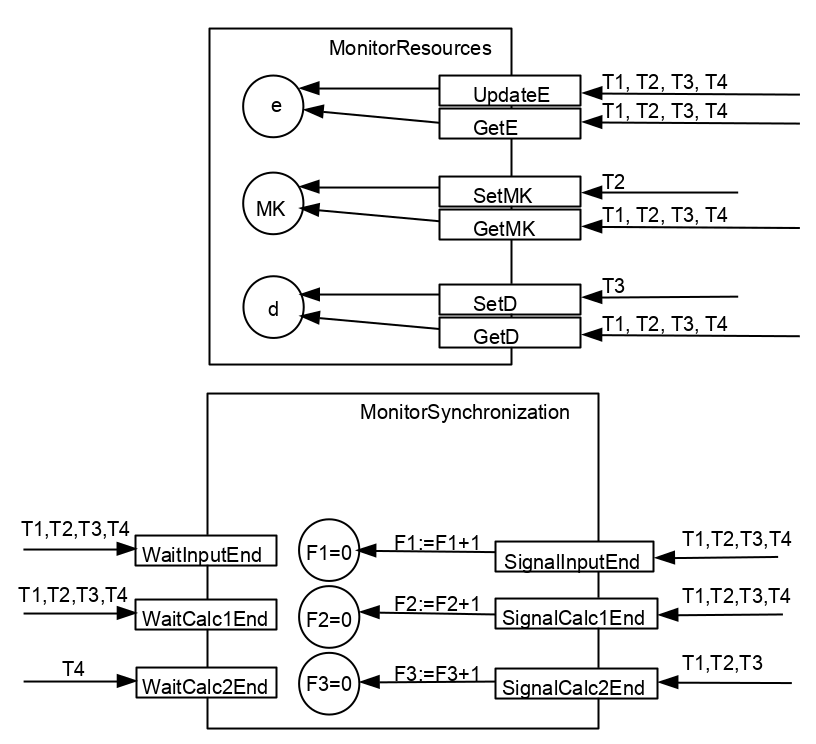 MonitorResources
e
UpdateE
T1, T2, T3, T4
GetE
T1, T2, T3, T4
MK
SetMK
T2
GetMK
T1, T2, T3, T4
d
SetD
T3
GetD
T1, T2, T3, T4
MonitorSynchronization
T1,T2,T3,T4
WaitInputEnd
F1=0
F1:=F1+1
SignalInputEnd
T1,T2,T3,T4
T1,T2,T3,T4
WaitCalc1End
F2=0
F2:=F2+1
SignalCalc1End
T1,T2,T3,T4
T4
WaitCalc2End
F3=0
F3:=F3+1
SignalCalc2End
T1,T2,T3